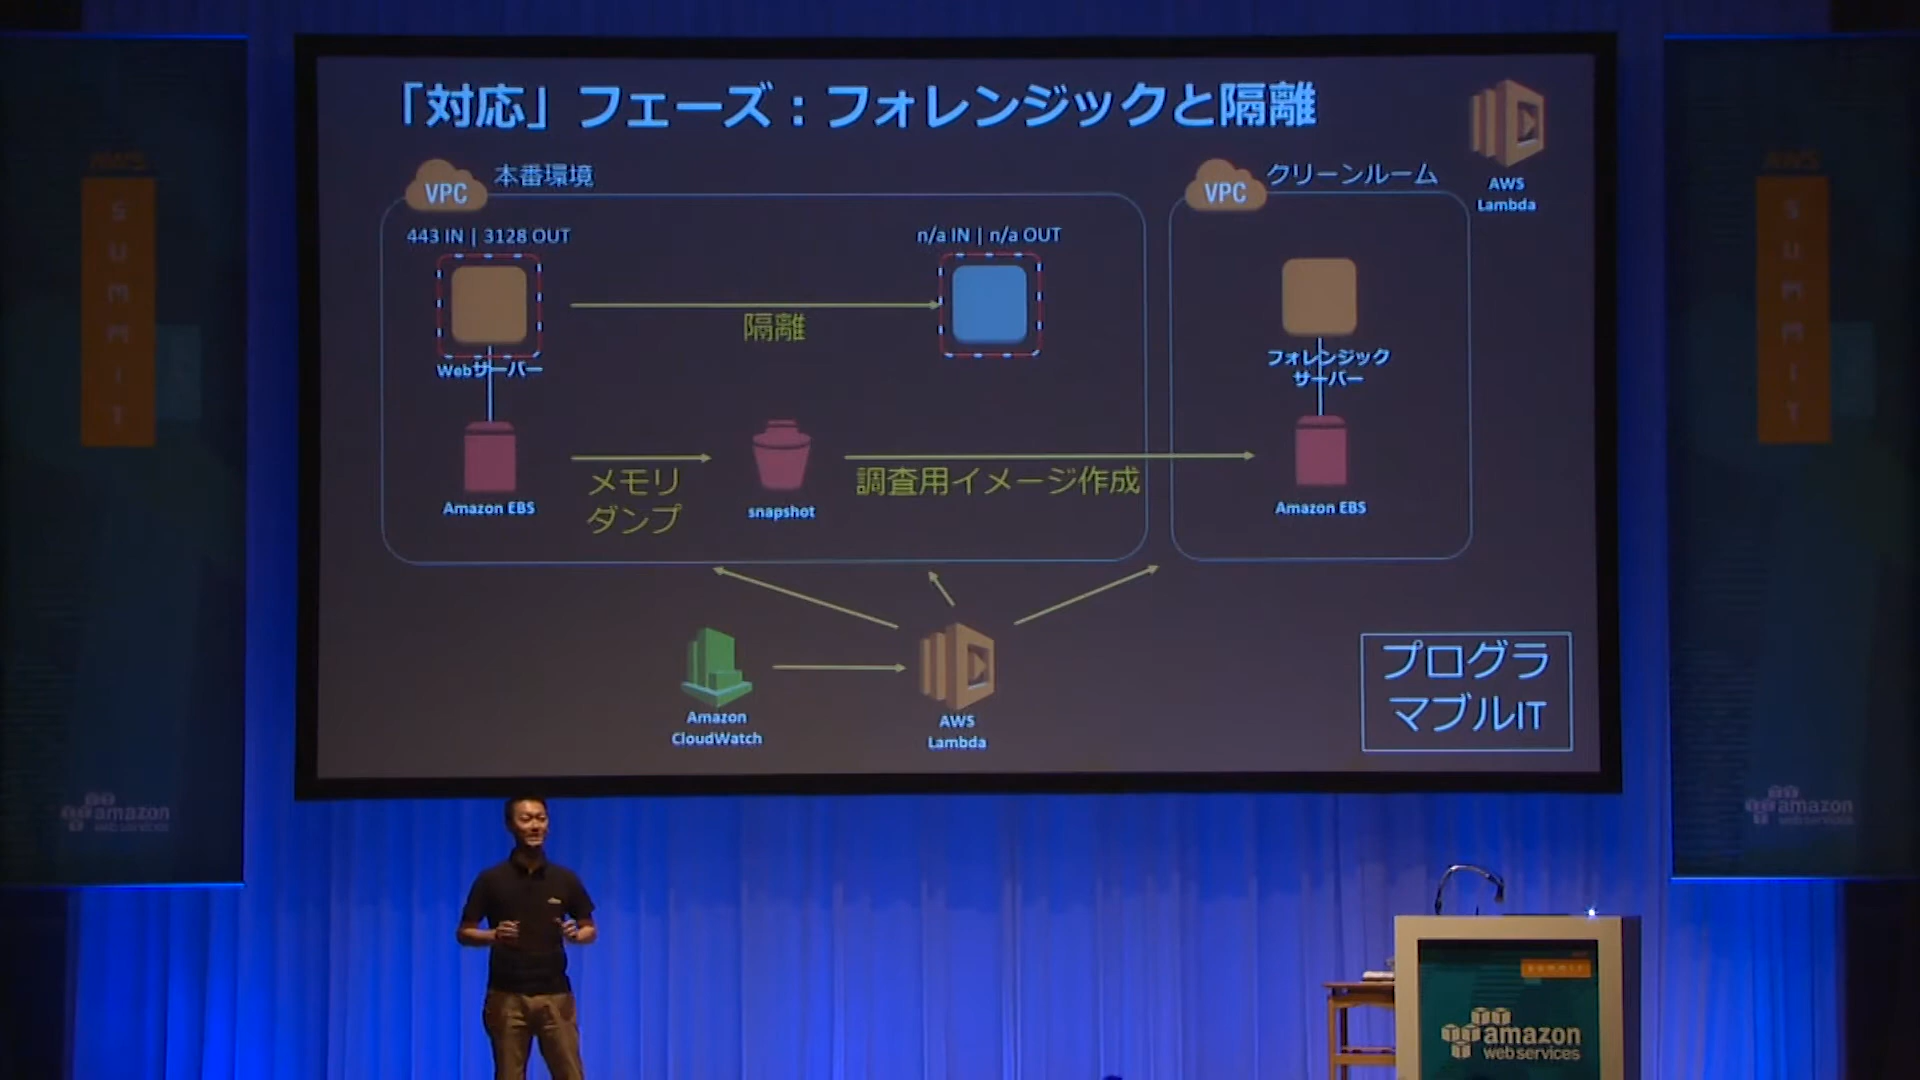 「対応」フェーズ：フォレンジックと隔離
AWS
Lambda
VPC
本番環境
VPC
クリーンルーム
443 IN | 3128 OUT
n/a IN | n/a OUT
隔離
Webサーバー
フォレンジック
サーバー
Amazon EBS
メモリ
ダンプ
snapshot
調査用イメージ作成
Amazon EBS
Amazon
CloudWatch
AWS
Lambda
プログラ
マブルIT
AWS
SUMMIT
amazon
web services
AWS
SUMMIT
amazon
web services
SUMMIT
amazon
web services